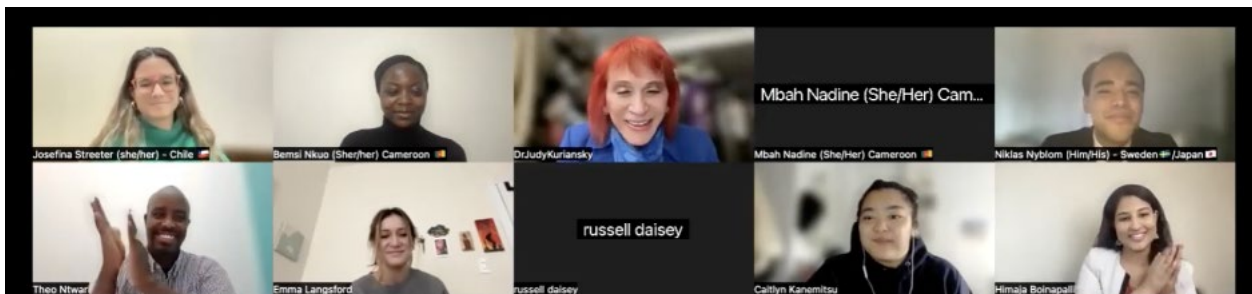 Josefina Streeter (she/her) - Chile 🇨🇱
Bemsi Nkuo (Sher/her) Cameroon 🇨🇲
DrJudyKuriansky
Mbah Nadine (She/Her) Cam...
Mbah Nadine (She/Her) Cameroon 🇨🇲
Niklas Nyblom (Him/His) - Sweden 🇸🇪/Japan 🇯🇵
Theo Ntwari
Emma Langsford
russell daisey
russell daisey
Caitlyn Kanemitsu
Himaja Boinapalli